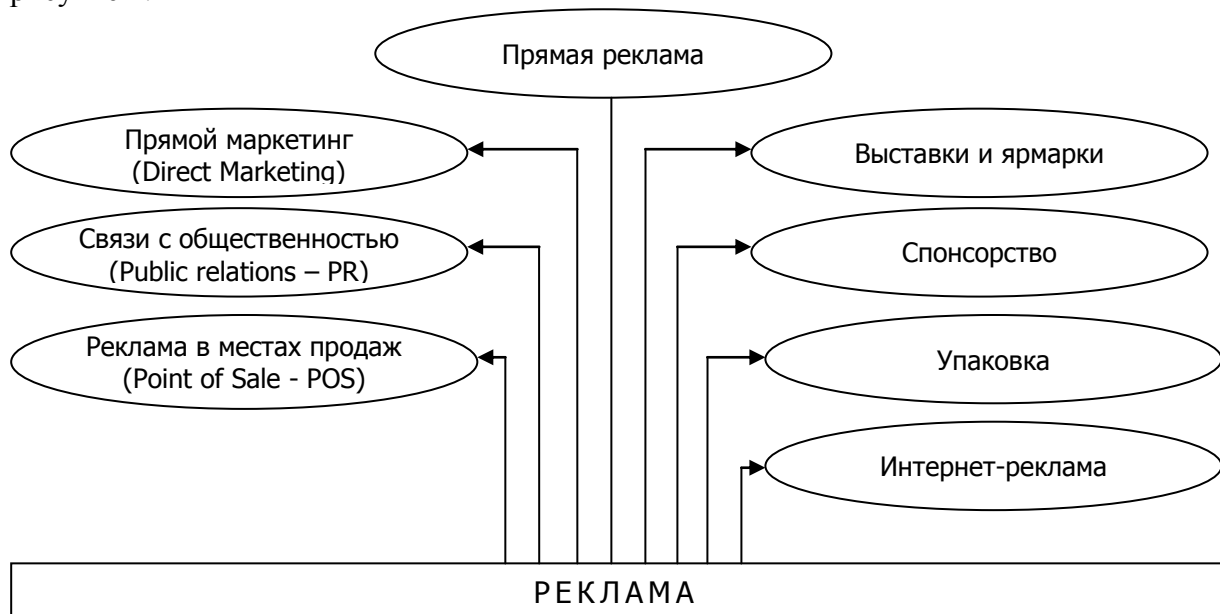 Прямая реклама
Прямой маркетинг
(Direct Marketing)
Выставки и ярмарки
Связи с общественностью
(Public relations – PR)
Спонсорство
Реклама в местах продаж
(Point of Sale - POS)
Упаковка
Интернет-реклама
РЕКЛАМА